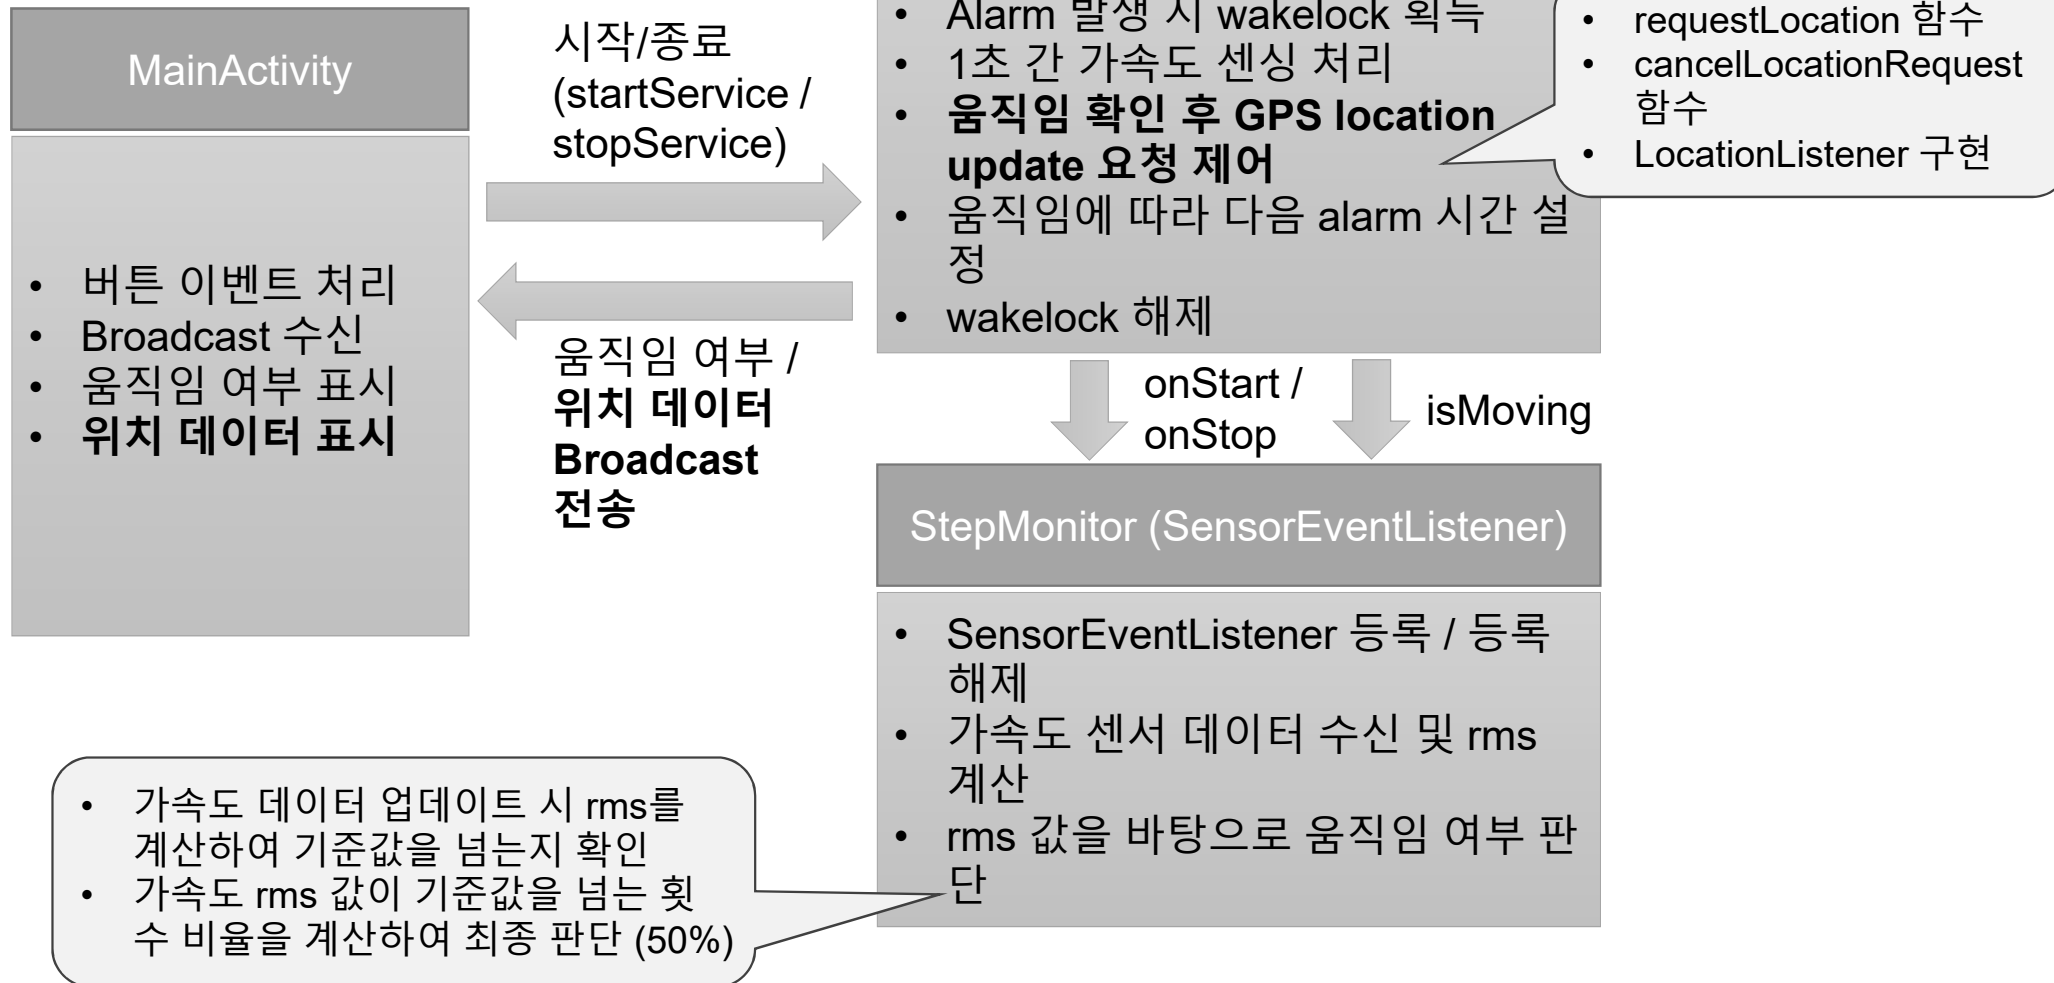 MainActivity
• 버튼 이벤트 처리
• Broadcast 수신
• 움직임 여부 표시
• 위치 데이터 표시
시작/종료
(startService /
stopService)
움직임 여부 /
위치 데이터
Broadcast
전송
• Alarm 발생 시 wakelock 획득
• 1초 간 가속도 센싱 처리
• 움직임 확인 후 GPS location
update 요청 제어
• 움직임에 따라 다음 alarm 시간 설
정
• wakelock 해제
• requestLocation 함수
• cancelLocationRequest
함수
• LocationListener 구현
onStart /
onStop
isMoving
StepMonitor (SensorEventListener)
• SensorEventListener 등록 / 등록
해제
• 가속도 센서 데이터 수신 및 rms
계산
• rms 값을 바탕으로 움직임 여부 판
단
• 가속도 데이터 업데이트 시 rms를
계산하여 기준값을 넘는지 확인
• 가속도 rms 값이 기준값을 넘는 횟
수 비율을 계산하여 최종 판단 (50%)